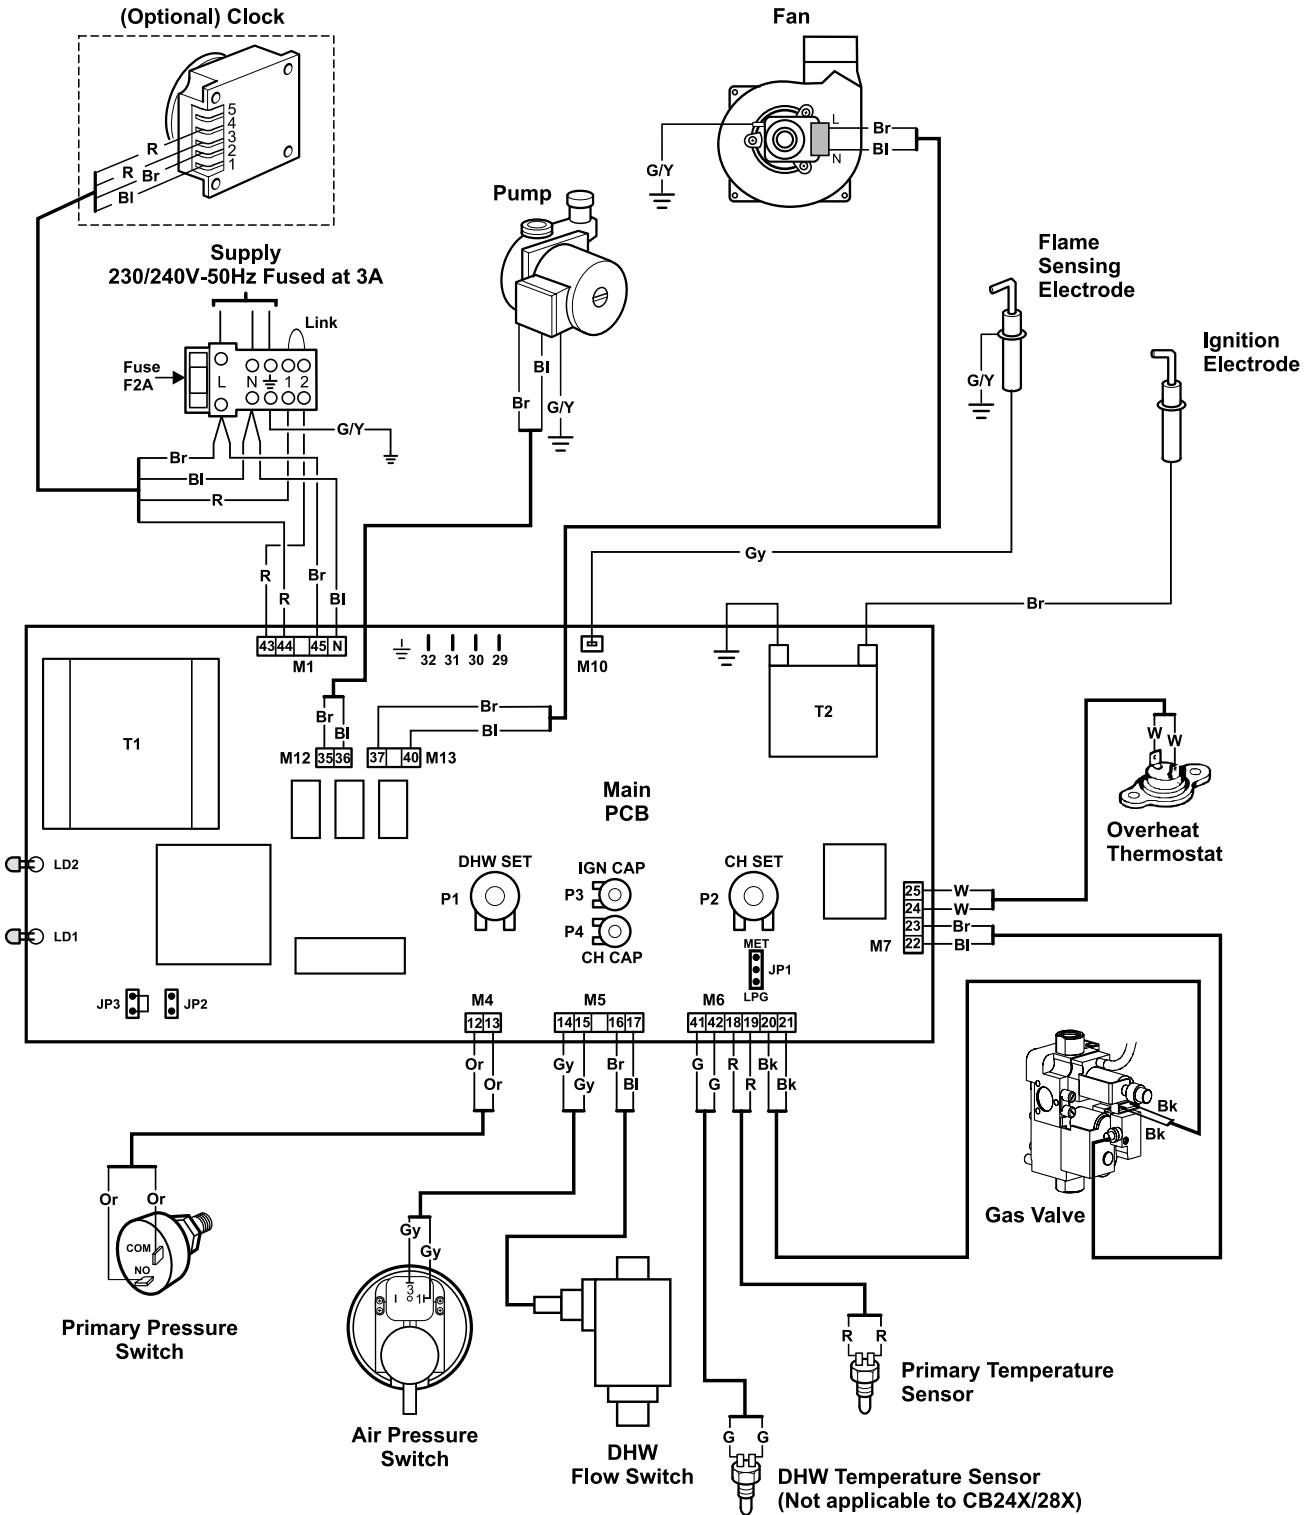 (Optional) Clock
Fan
5
4
3
2
1
R
R
Br
Bl
L
N
Br
Bl
G/Y
Pump
Supply
230/240V-50Hz Fused at 3A
Link
Fuse
F2A
L
N
1
2
G/Y
Br
Bl
R
Bl
Br
G/Y
Flame
Sensing
Electrode
G/Y
Ignition
Electrode
Gy
Br
R
R
Br
Bl
43
44
45
N
M1
32
31
30
29
M10
T1
T2
Br
Bl
Br
Bl
M12
35
36
37
40
M13
Main
PCB
W
W
Overheat
Thermostat
LD2
LD1
DHW SET
P1
IGN CAP
P3
P4
CH CAP
CH SET
P2
MET
JP1
LPG
25
24
23
22
M7
W
W
Br
Bl
JP3
JP2
M4
12
13
M5
14
15
16
17
M6
41
42
18
19
20
21
Or
Or
Gy
Gy
Br
Bl
G
G
R
R
Bk
Bk
Bk
Bk
Gas Valve
Or
Or
COM
NO
Primary Pressure
Switch
Gy
Gy
3
1
Air Pressure
Switch
DHW
Flow Switch
R
R
Primary Temperature
Sensor
G
G
DHW Temperature Sensor
(Not applicable to CB24X/28X)